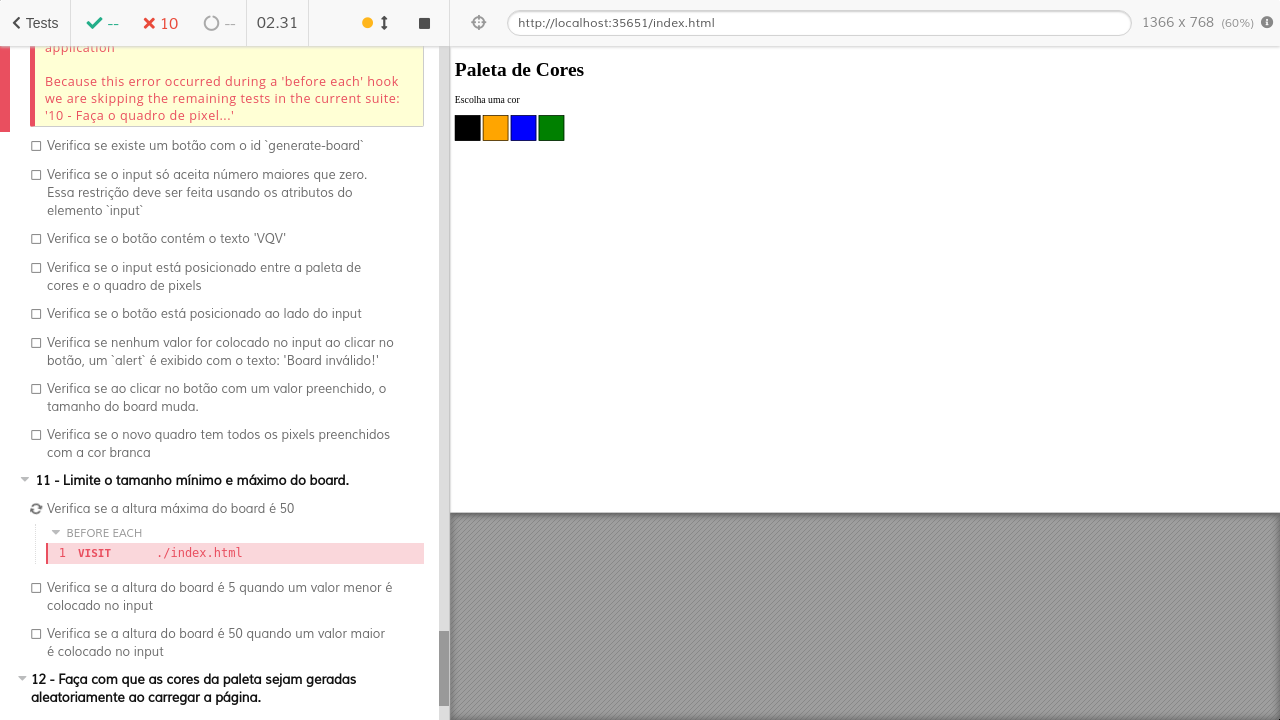 Tests
--
10
--
02.31
http://localhost:35651/index.html
1366 x 768 (60%)
application
Because this error occurred during a 'before each' hook
we are skipping the remaining tests in the current suite:
'10 - Faça o quadro de pixel...'
Verifica se existe um botão com o id `generate-board`
Verifica se o input só aceita número maiores que zero.
Essa restrição deve ser feita usando os atributos do
elemento `input`
Verifica se o botão contém o texto 'VQV'
Verifica se o input está posicionado entre a paleta de
cores e o quadro de pixels
Verifica se o botão está posicionado ao lado do input
Verifica se nenhum valor for colocado no input ao clicar no
botão, um `alert` é exibido com o texto: 'Board inválido!'
Verifica se ao clicar no botão com um valor preenchido, o
tamanho do board muda.
Verifica se o novo quadro tem todos os pixels preenchidos
com a cor branca
11 - Limite o tamanho mínimo e máximo do board.
Verifica se a altura máxima do board é 50
BEFORE EACH
1 VISIT ./index.html
Verifica se a altura do board é 5 quando um valor menor é
colocado no input
Verifica se a altura do board é 50 quando um valor maior
é colocado no input
12 - Faça com que as cores da paleta sejam geradas
aleatoriamente ao carregar a página.
Paleta de Cores
Escolha uma cor